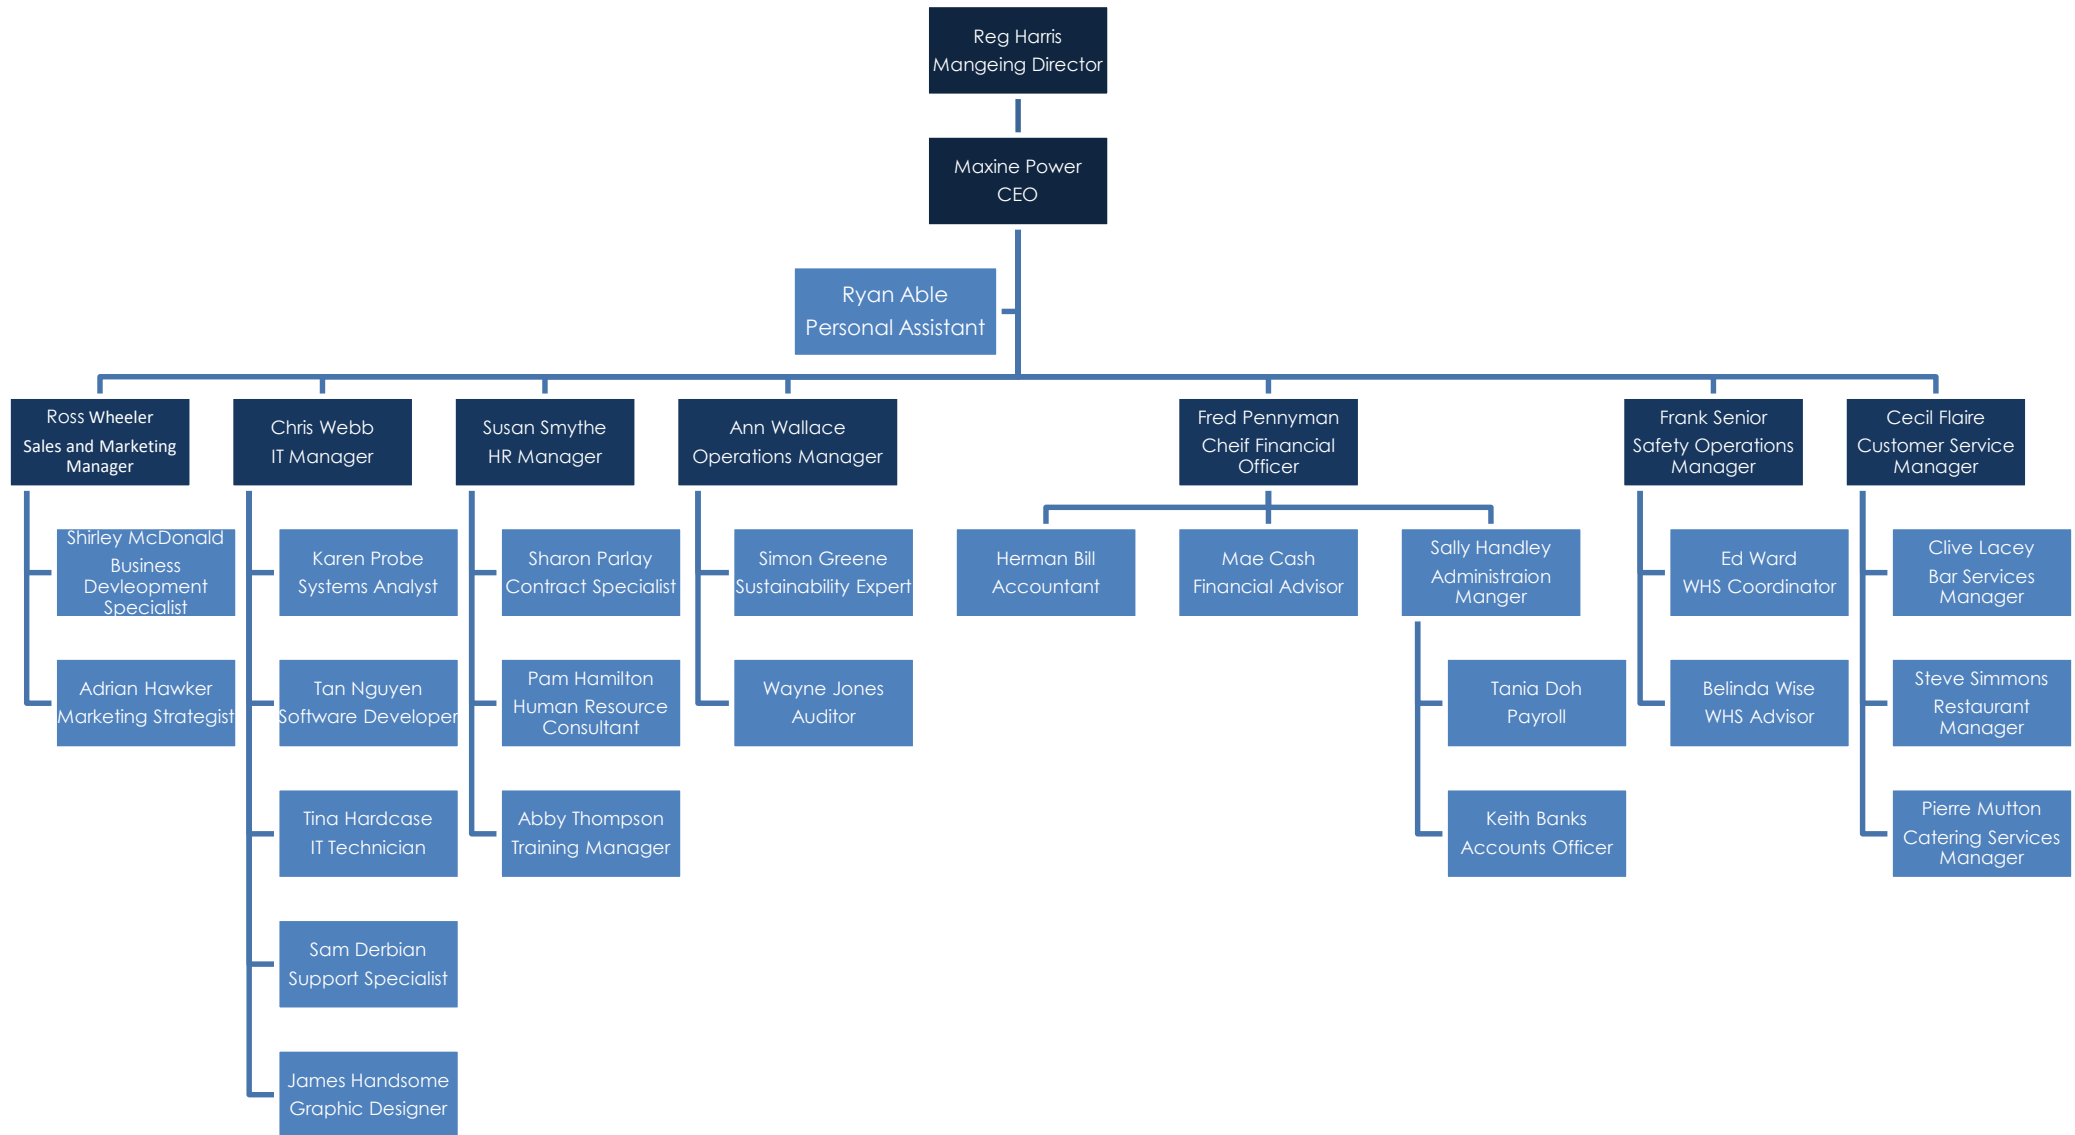 Reg Harris
Mangeing Director
Maxine Power
CEO
Ryan Able
Personal Assistant
Ross Wheeler
Sales and Marketing
Manager
Chris Webb
IT Manager
Susan Smythe
HR Manager
Ann Wallace
Operations Manager
Fred Pennyman
Cheif Financial
Officer
Frank Senior
Safety Operations
Manager
Cecil Flaire
Customer Service
Manager
Shirley McDonald
Business
Devleopment
Specialist
Karen Probe
Systems Analyst
Sharon Parlay
Contract Specialist
Simon Greene
Sustainability Expert
Herman Bill
Accountant
Mae Cash
Financial Advisor
Sally Handley
Administraion
Manger
Ed Ward
WHS Coordinator
Clive Lacey
Bar Services
Manager
Adrian Hawker
Marketing Strategist
Tan Nguyen
Software Developer
Pam Hamilton
Human Resource
Consultant
Wayne Jones
Auditor
Tania Doh
Payroll
Belinda Wise
WHS Advisor
Steve Simmons
Restaurant
Manager
Tina Hardcase
IT Technician
Abby Thompson
Training Manager
Keith Banks
Accounts Officer
Pierre Mutton
Catering Services
Manager
Sam Derbian
Support Specialist
James Handsome
Graphic Designer